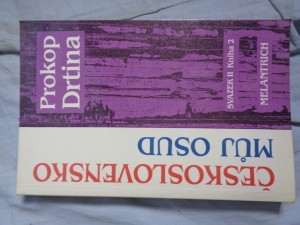 Prokop
Drtina
ČESKOSLOVENSKO
MŮJ OSUD
SVAZEK II Kniha 2
MELANTRICH